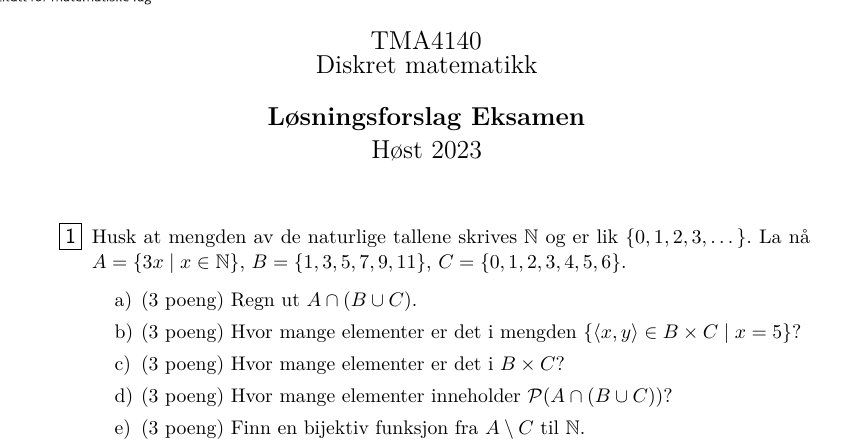 for matematiske fag
TMA4140
Diskret matematikk
Løsningsforslag Eksamen
Høst 2023
1 Husk at mengden av de naturlige tallene skrives ℕ og er lik {0, 1, 2, 3, . . . }. La nå
A = {3x | x ∈ ℕ}, B = {1, 3, 5, 7, 9, 11}, C = {0, 1, 2, 3, 4, 5, 6}.
a) (3 poeng) Regn ut A ∩ (B ∪ C).
b) (3 poeng) Hvor mange elementer er det i mengden {⟨x, y⟩ ∈ B × C | x = 5}?
c) (3 poeng) Hvor mange elementer er det i B × C?
d) (3 poeng) Hvor mange elementer inneholder 𝒫(A ∩ (B ∪ C))?
e) (3 poeng) Finn en bijektiv funksjon fra A \ C til ℕ.